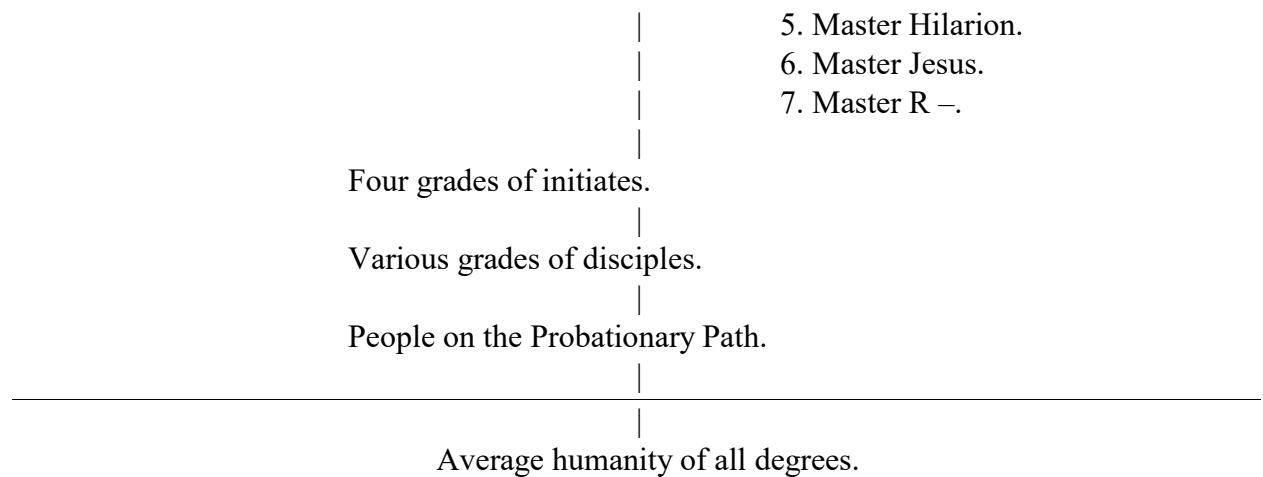 5. Master Hilarion.
6. Master Jesus.
7. Master R –.
Four grades of initiates.
Various grades of disciples.
People on the Probationary Path.
Average humanity of all degrees.